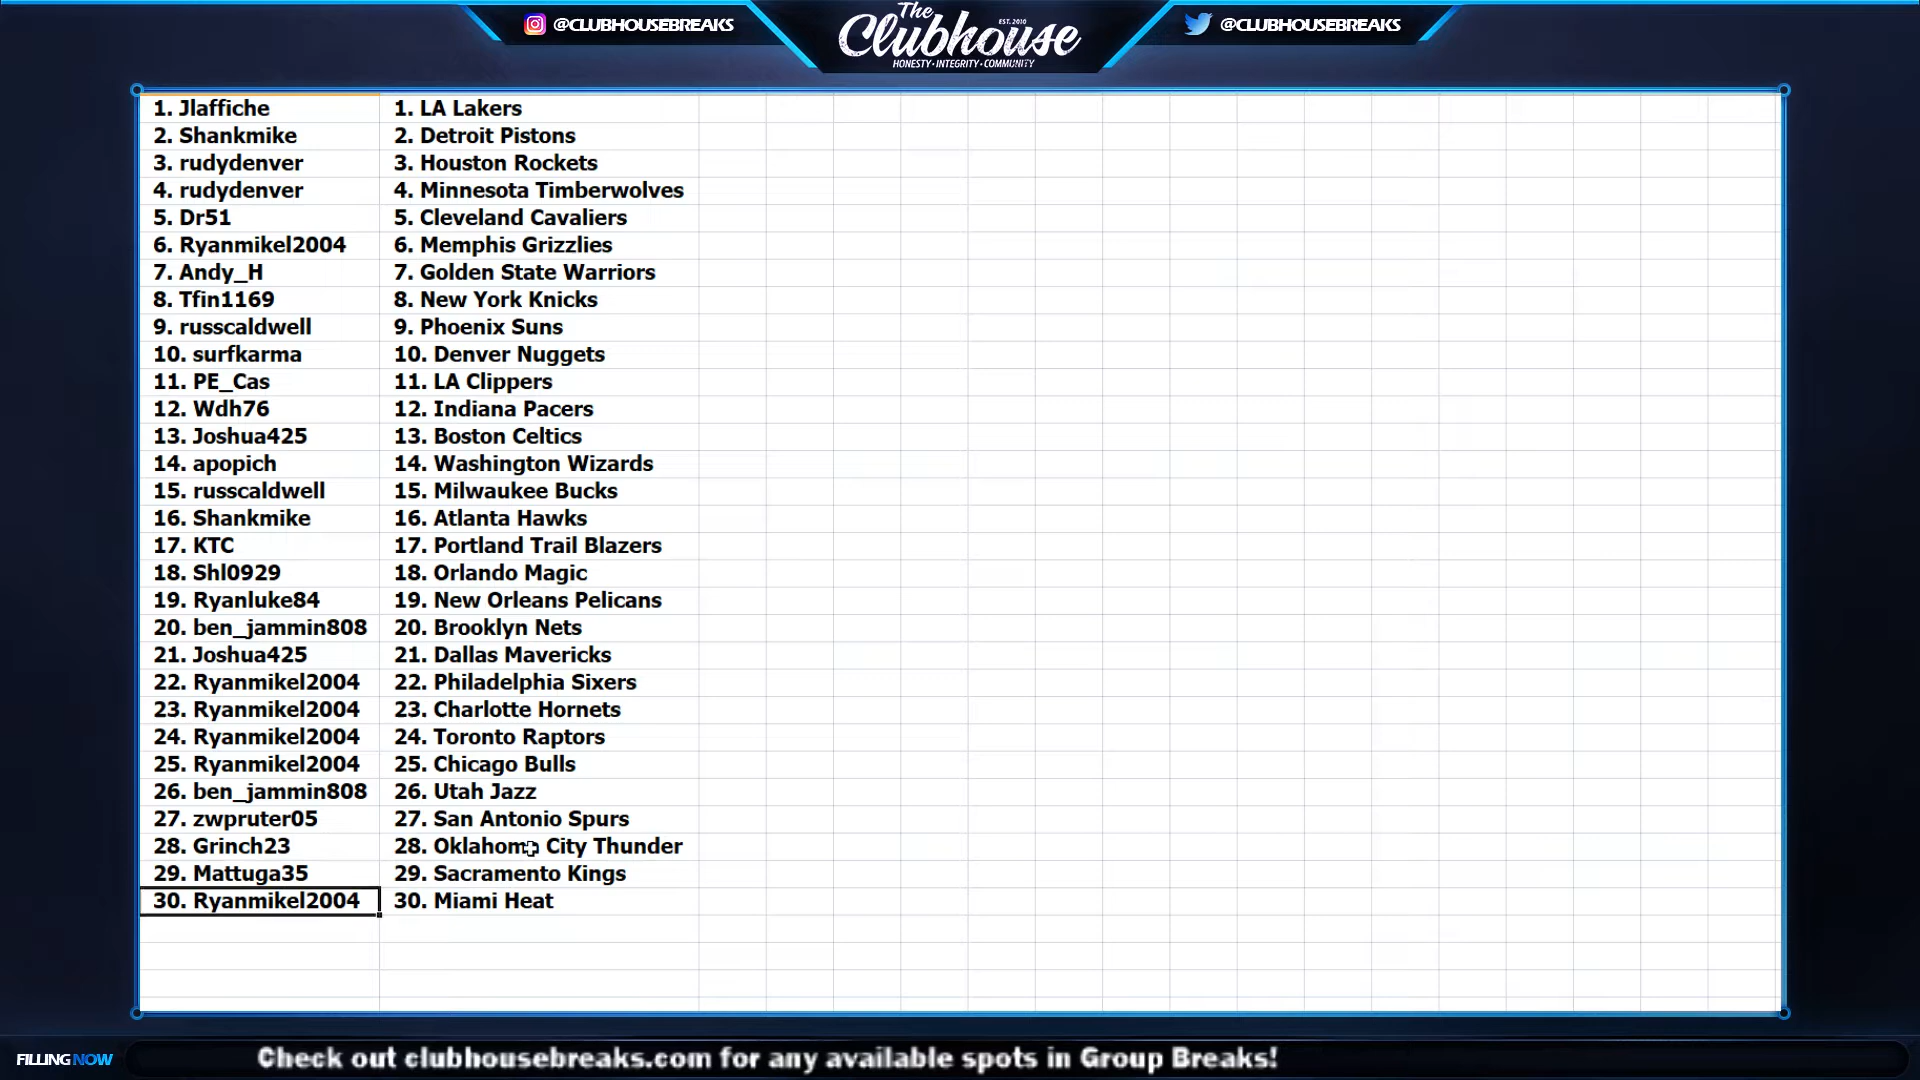 @CLUBHOUSEBREAKS
The
EST. 2010
Clubhouse
HONESTY•INTEGRITY•COMMUNITY
@CLUBHOUSEBREAKS
1. Jlaffiche 1. LA Lakers
2. Shankmike 2. Detroit Pistons
3. rudydenver 3. Houston Rockets
4. rudydenver 4. Minnesota Timberwolves
5. Dr51 5. Cleveland Cavaliers
6. Ryanmikel2004 6. Memphis Grizzlies
7. Andy_H 7. Golden State Warriors
8. Tfin1169 8. New York Knicks
9. russcaldwell 9. Phoenix Suns
10. surfkarma 10. Denver Nuggets
11. PE_Cas 11. LA Clippers
12. Wdh76 12. Indiana Pacers
13. Joshua425 13. Boston Celtics
14. apopich 14. Washington Wizards
15. russcaldwell 15. Milwaukee Bucks
16. Shankmike 16. Atlanta Hawks
17. KTC 17. Portland Trail Blazers
18. Shl0929 18. Orlando Magic
19. Ryanluke84 19. New Orleans Pelicans
20. ben_jammin808 20. Brooklyn Nets
21. Joshua425 21. Dallas Mavericks
22. Ryanmikel2004 22. Philadelphia Sixers
23. Ryanmikel2004 23. Charlotte Hornets
24. Ryanmikel2004 24. Toronto Raptors
25. Ryanmikel2004 25. Chicago Bulls
26. ben_jammin808 26. Utah Jazz
27. zwpruter05 27. San Antonio Spurs
28. Grinch23 28. Oklahoma City Thunder
29. Mattuga35 29. Sacramento Kings
30. Ryanmikel2004 30. Miami Heat
FILLING NOW
Check out clubhousebreaks.com for any available spots in Group Breaks!